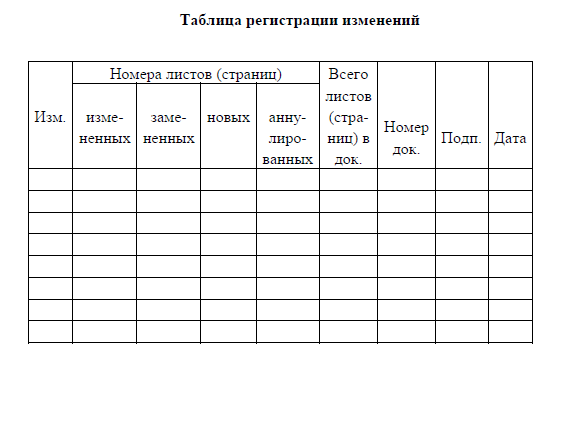 Таблица регистрации изменений
Номера листов (страниц)
Изм.
изме-
ненных
заме-
ненных
новых
анну-
лиро-
ванных
Всего
листов
(стра-
ниц) в
док.
Номер
док.
Подп.
Дата